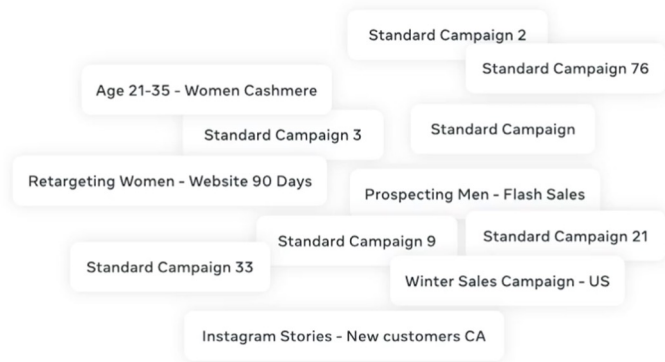 Standard Campaign 2
Standard Campaign 76
Age 21-35 - Women Cashmere
Standard Campaign 3
Standard Campaign
Retargeting Women - Website 90 Days
Prospecting Men - Flash Sales
Standard Campaign 9
Standard Campaign 21
Standard Campaign 33
Winter Sales Campaign - US
Instagram Stories - New customers CA